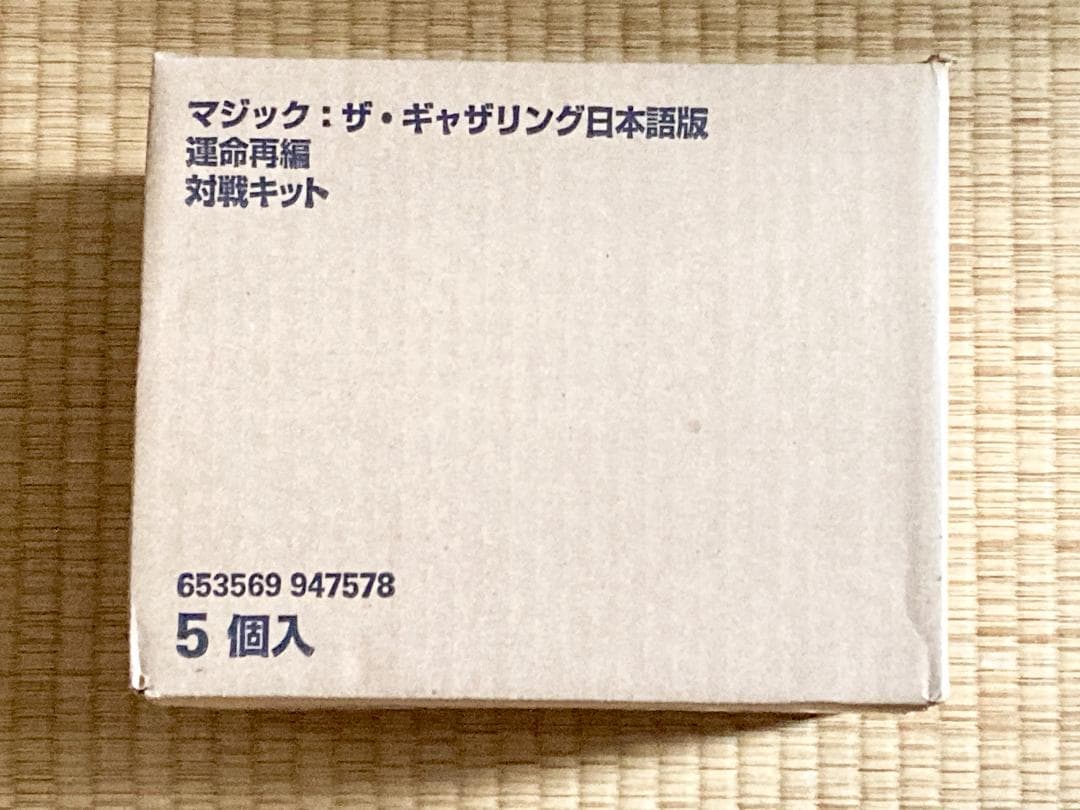 マジック：ザ・ギャザリング日本語版
運命再編
対戦キット
653569 947578
5 個入